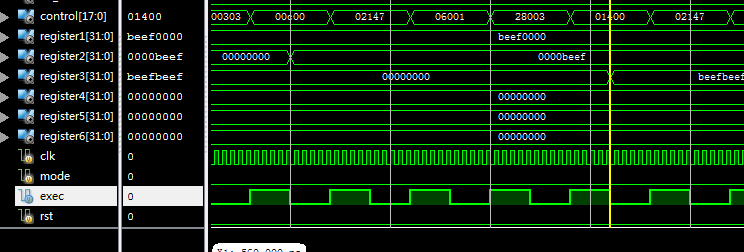 control[17:0] 01400 00303 00c00 02147 06001 28003 01400 02147
register1[31:0] beef0000 beef0000
register2[31:0] 0000beef 00000000 0000beef
register3[31:0] beefbeef 00000000 beefbeef
register4[31:0] 00000000 00000000
register5[31:0] 00000000 00000000
register6[31:0] 00000000 00000000
clk 0
mode 0
exec 0
rst 0